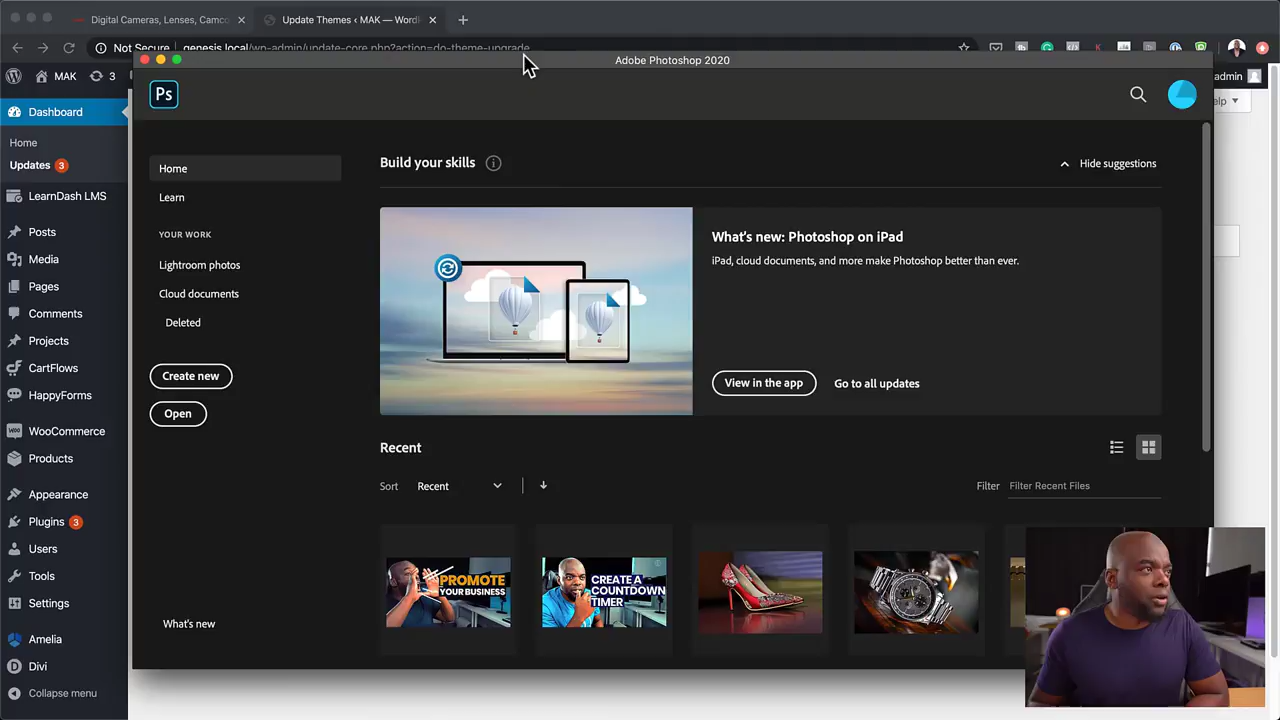 Digital Cameras, Lenses, Camco
Update Themes ‹ MAK — Word
Not Secure
genesis.local/wp-admin/update-core.php?action=do-theme-upgrade
MAK
3
admin
Adobe Photoshop 2020
Ps
elp
Dashboard
Home
Updates 3
LearnDash LMS
Posts
Media
Pages
Comments
Projects
CartFlows
HappyForms
WooCommerce
Products
Appearance
Plugins 3
Users
Tools
Settings
Amelia
Divi
Collapse menu
Home
Learn
YOUR WORK
Lightroom photos
Cloud documents
Deleted
Create new
Open
What's new
Build your skills
Hide suggestions
What's new: Photoshop on iPad
iPad, cloud documents, and more make Photoshop better than ever.
View in the app
Go to all updates
Recent
Sort
Recent
Filter
Filter Recent Files
PROMOTE
YOUR BUSINESS
CREATE A
COUNTDOWN
TIMER